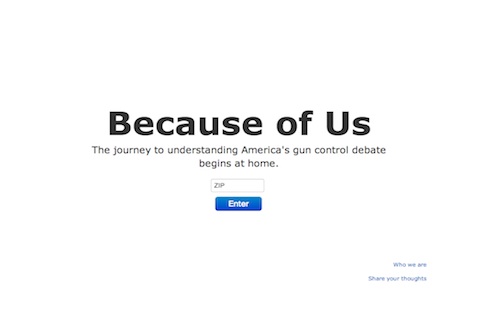 Because of Us
The journey to understanding America's gun control debate
begins at home.
ZIP
Enter
Who we are
Share your thoughts